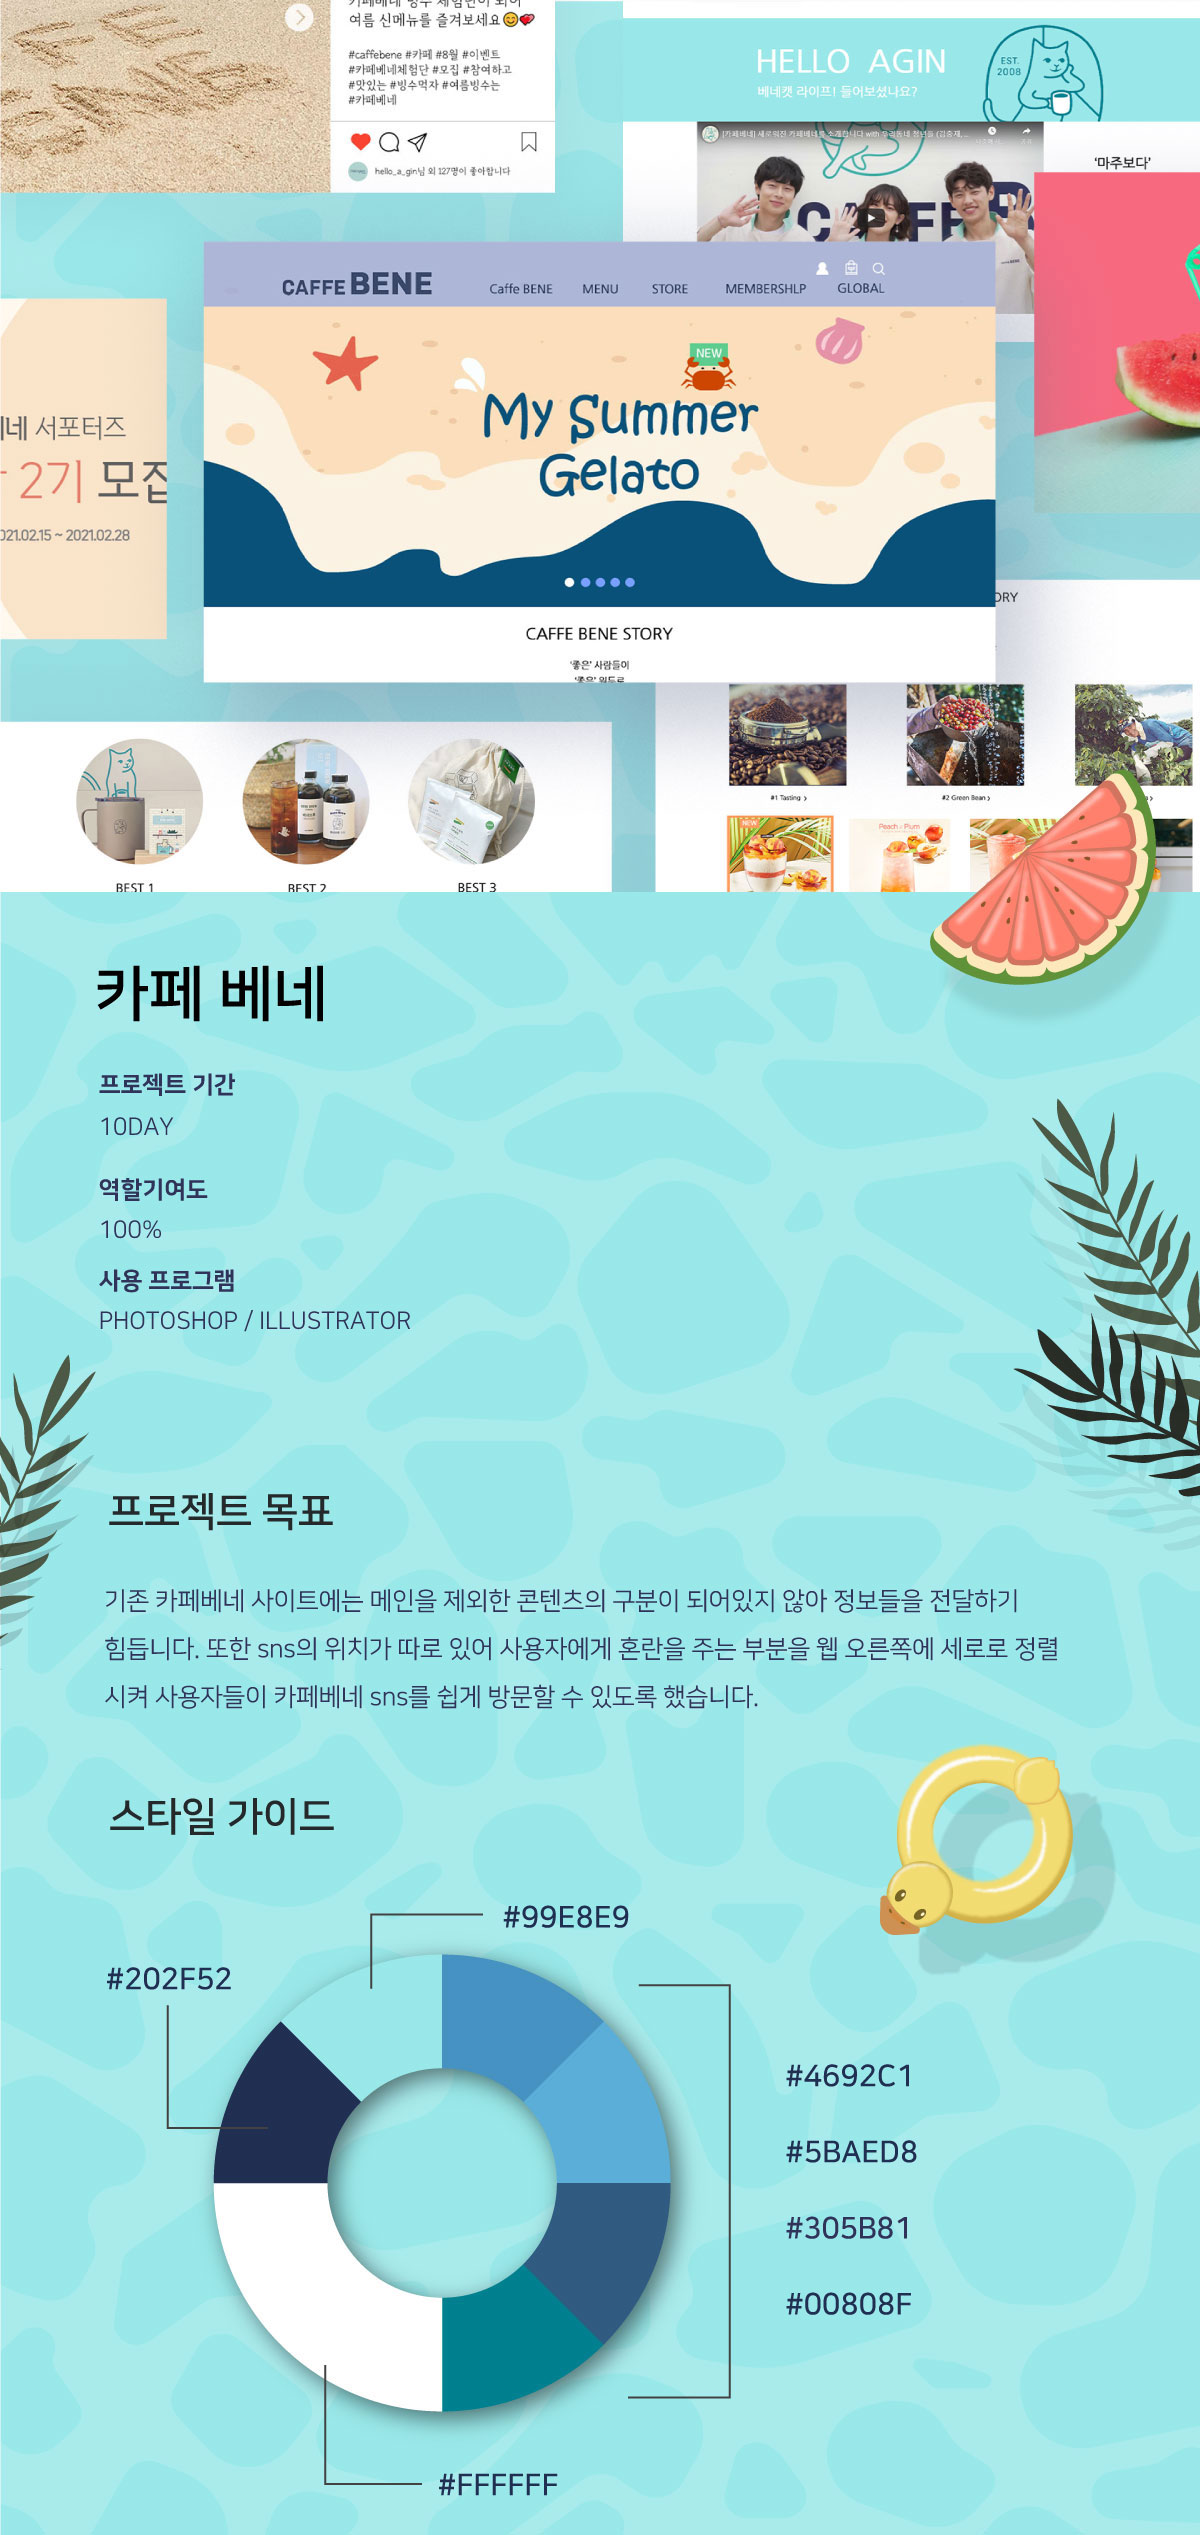 여름 신메뉴를 즐겨보세요😊💕
#caffebene #카페 #8월 #이벤트
#카페베네체험단 #모집 #참여하고
#맛있는 #빙수먹자 #여름빙수는
#카페베네
hello_a_gin님 외 127명이 좋아합니다
HELLO AGIN
베네캣 라이프! 들어보셨나요?
EST.
2008
'마주보다'
CAFFE BENE
Caffe BENE
MENU
STORE
MEMBERSHLP
GLOBAL
NEW
My Summer
Gelato
서포터즈
2기 모집
2021.02.15 ~ 2021.02.28
CAFFE BENE STORY
'좋은' 사람들이
'좋은' 원두로
#1 Tasting >
#2 Green Bean >
NEW
Peach & Plum
BEST 1
BEST 2
BEST 3
카페 베네
프로젝트 기간
10DAY
역할기여도
100%
사용 프로그램
PHOTOSHOP / ILLUSTRATOR
프로젝트 목표
기존 카페베네 사이트에는 메인을 제외한 콘텐츠의 구분이 되어있지 않아 정보들을 전달하기
힘듭니다. 또한 sns의 위치가 따로 있어 사용자에게 혼란을 주는 부분을 웹 오른쪽에 세로로 정렬
시켜 사용자들이 카페베네 sns를 쉽게 방문할 수 있도록 했습니다.
스타일 가이드
#99E8E9
#202F52
#4692C1
#5BAED8
#305B81
#00808F
#FFFFFF